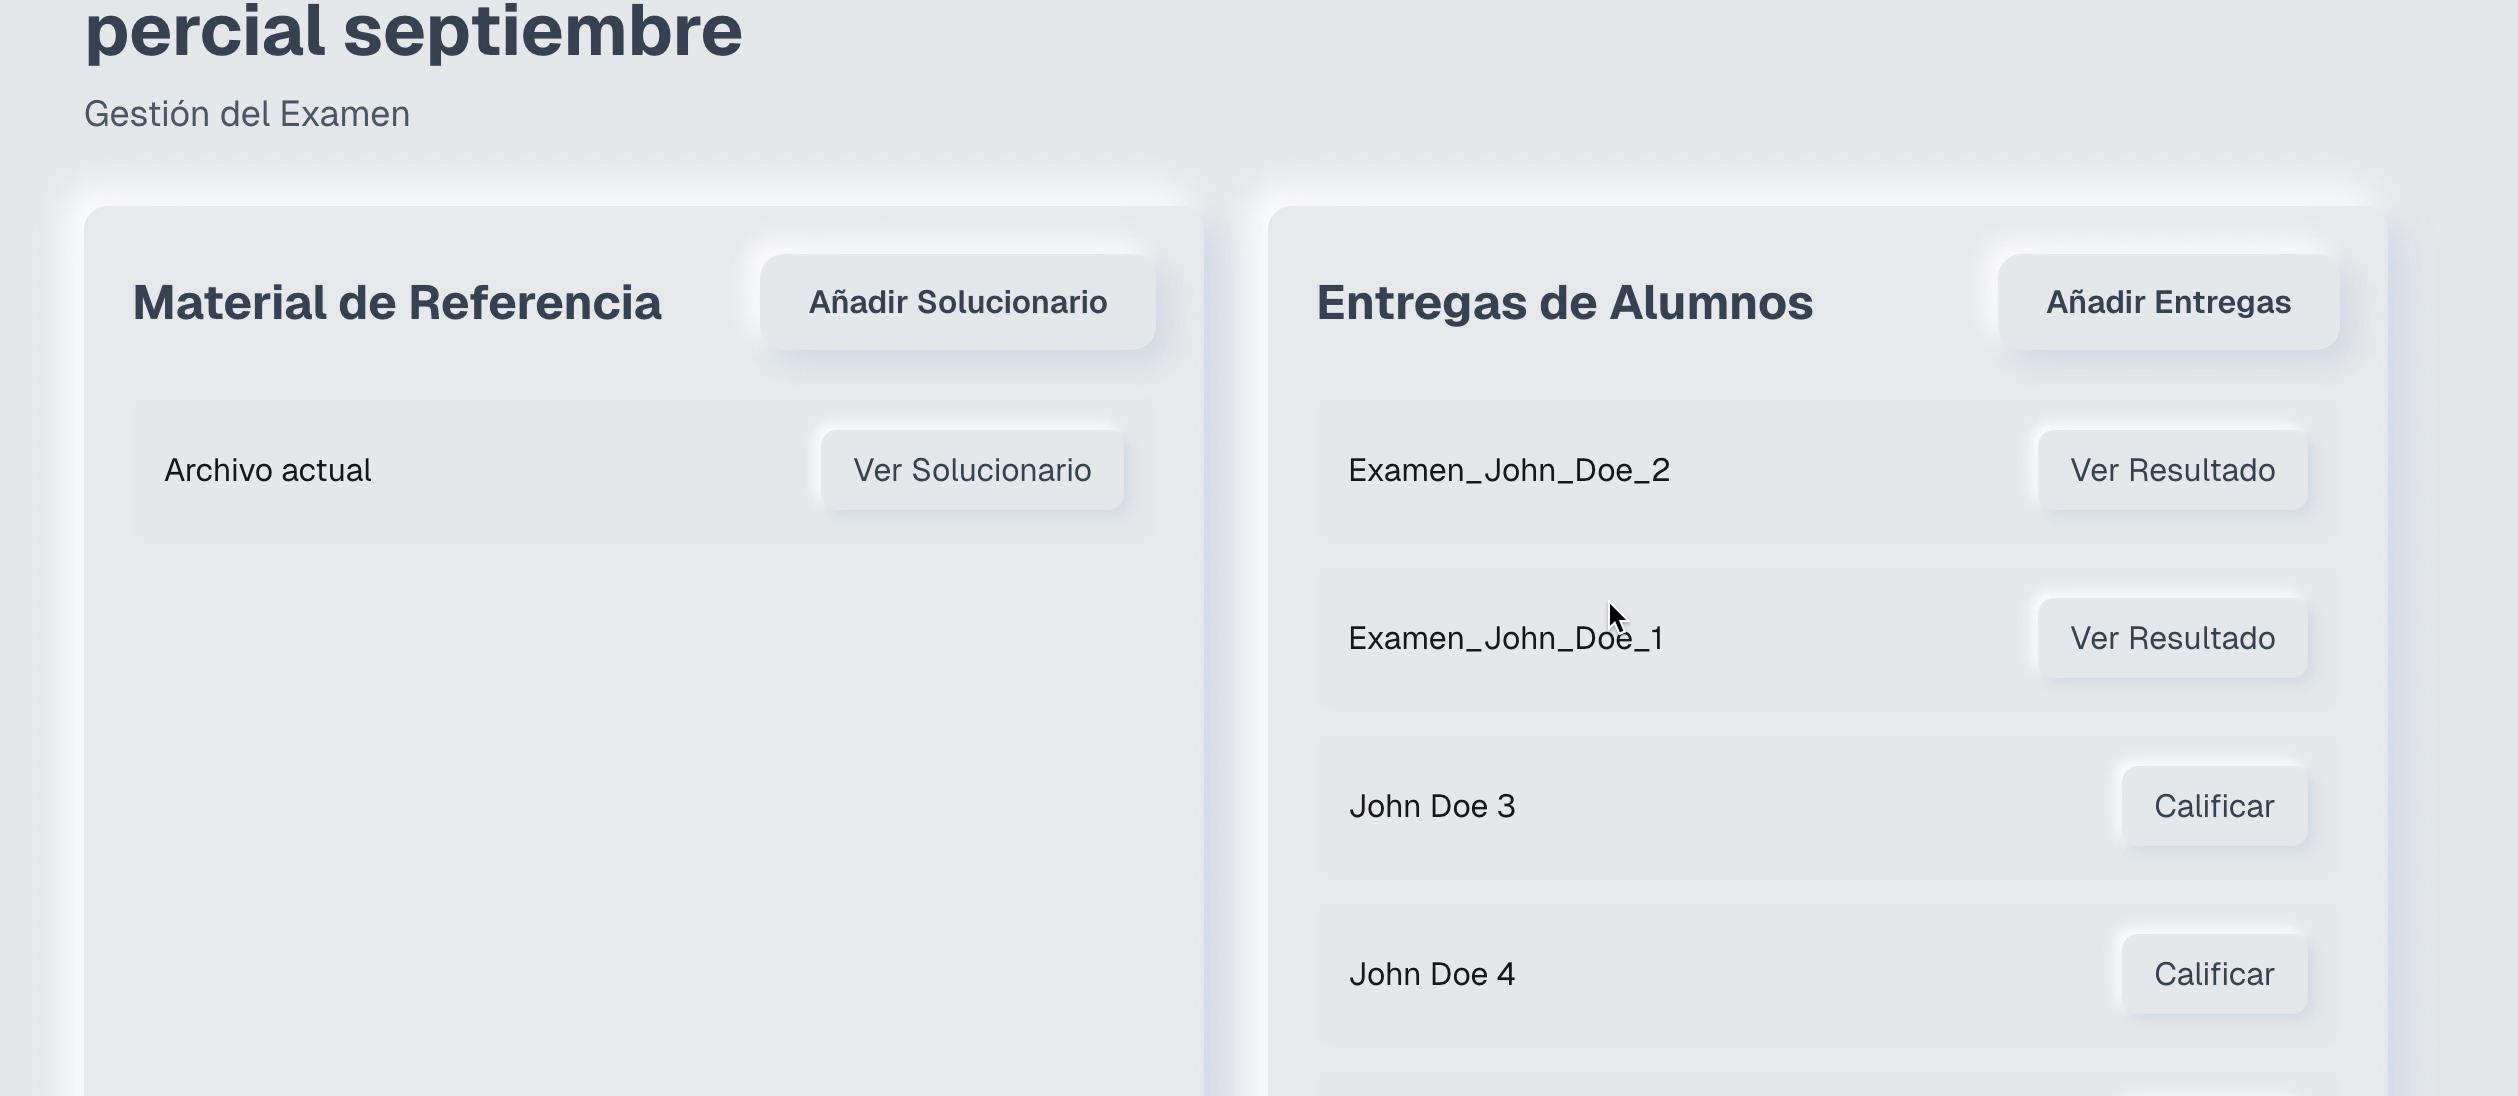 percial septiembre
Gestión del Examen
Material de Referencia
Añadir Solucionario
Archivo actual
Ver Solucionario
Entregas de Alumnos
Añadir Entregas
Examen_John_Doe_2
Ver Resultado
Examen_John_Doe_1
Ver Resultado
John Doe 3
Calificar
John Doe 4
Calificar